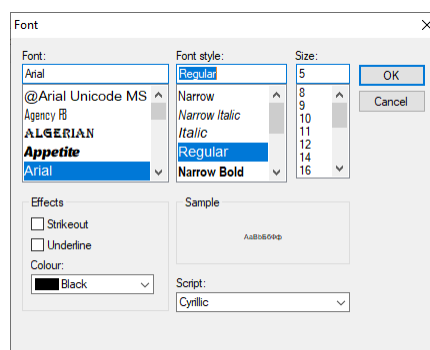 Font
Font:
Arial
@Arial Unicode MS
Agency FB
ALGERIAN
Appetite
Arial
Font style:
Regular
Narrow
Narrow Italic
Italic
Regular
Narrow Bold
Size:
5
8
9
10
11
12
14
16
OK
Cancel
Effects
Strikeout
Underline
Colour:
Black
Sample
АаВbБбФф
Script:
Cyrillic